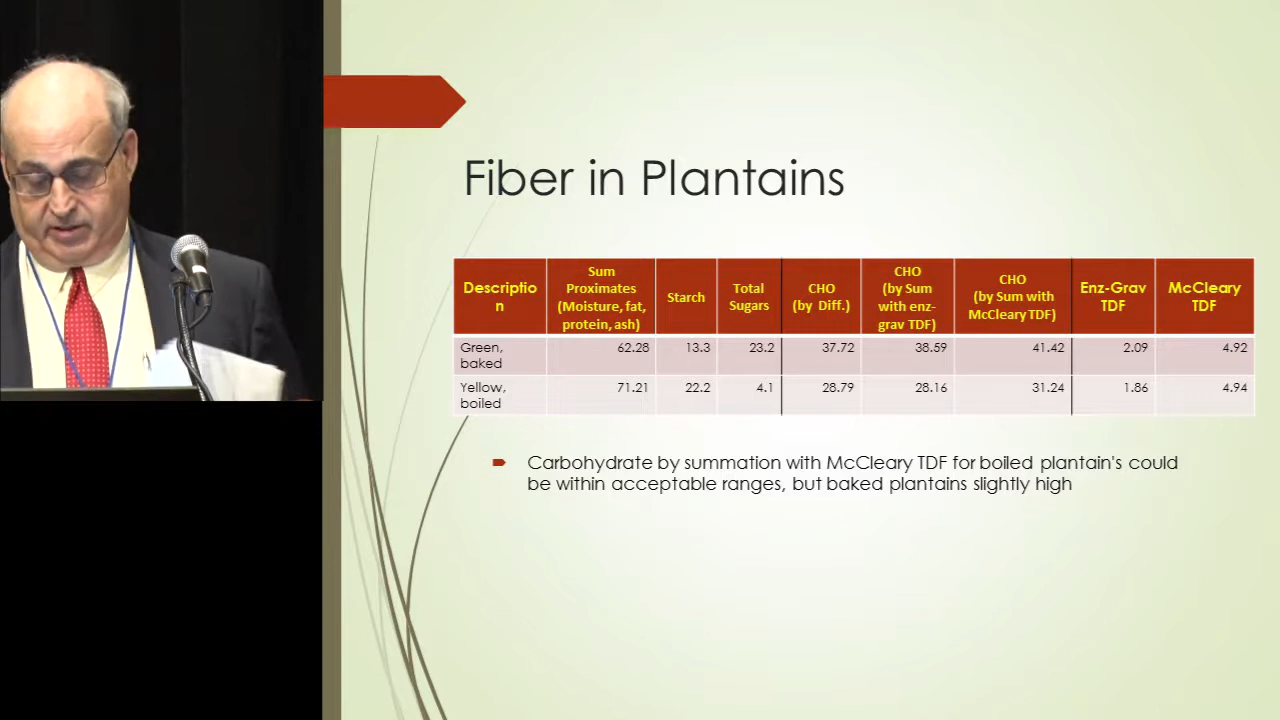 Fiber in Plantains
Descriptio
n
Sum
Proximates
(Moisture, fat,
protein, ash)
Starch
Total
Sugars
CHO
(by Diff.)
CHO
(by Sum
with enz-
grav TDF)
CHO
(by Sum with
McCleary TDF)
Enz-Grav
TDF
McCleary
TDF
Green,
baked
62.28
13.3
23.2
37.72
38.59
41.42
2.09
4.92
Yellow,
boiled
71.21
22.2
4.1
28.79
28.16
31.24
1.86
4.94
Carbohydrate by summation with McCleary TDF for boiled plantain's could
be within acceptable ranges, but baked plantains slightly high